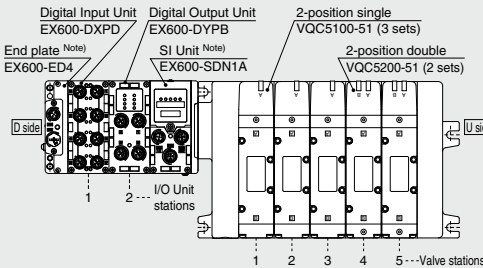 Digital Input Unit
EX600-DXPD
Digital Output Unit
EX600-DYPB
2-position single
VQC5100-51 (3 sets)
End plate Note)
EX600-ED4
SI Unit Note)
EX600-SDN1A
2-position double
VQC5200-51 (2 sets)
D side
U side
1
2
I/O Unit
stations
1
2
3
4
5
Valve stations